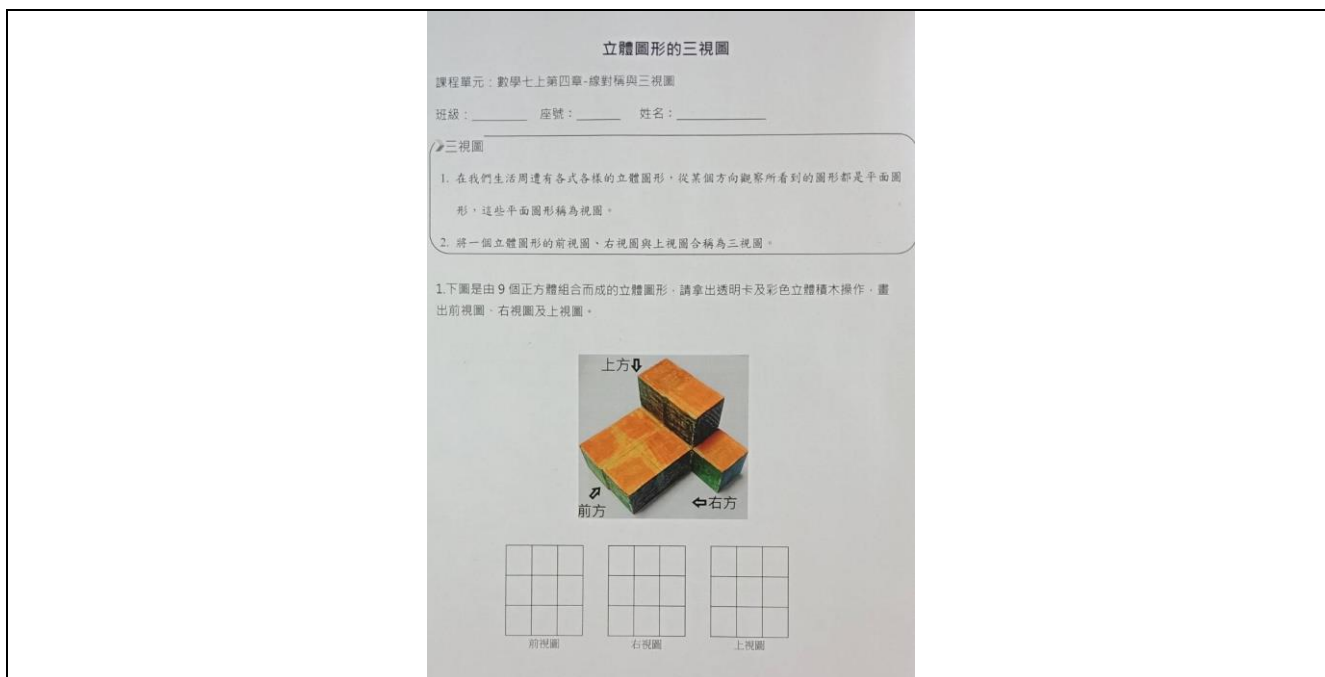 立體圖形的三視圖
課程單元：數學七上第四章-線對稱與三視圖
班級：________ 座號：______ 姓名：____________
三視圖
1. 在我們生活周遭有各式各樣的立體圖形，從某個方向觀察所看到的圖形都是平面圖
形，這些平面圖形稱為視圖。
2. 將一個立體圖形的前視圖、右視圖與上視圖合稱為三視圖。
1.下圖是由 9 個正方體組合而成的立體圖形，請拿出透明卡及彩色立體積木操作，畫
出前視圖、右視圖及上視圖。
上方⇩
前方
⇦右方
前視圖 右視圖 上視圖